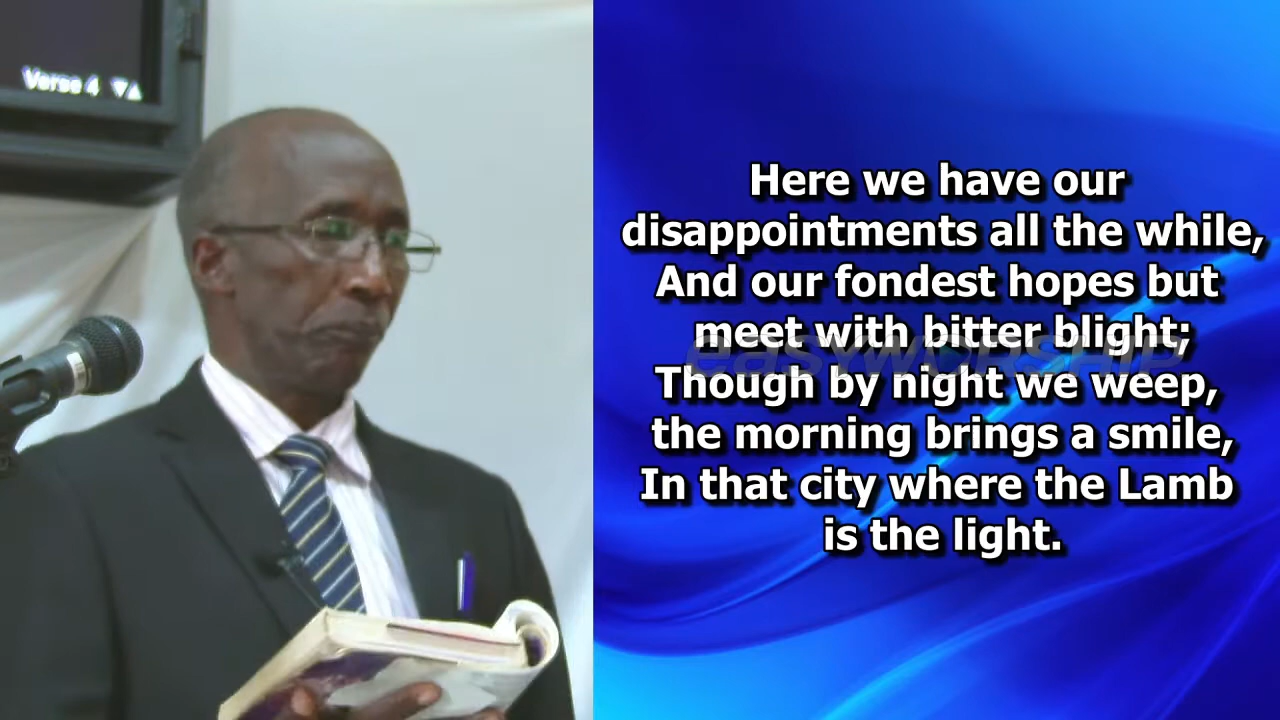 Verse 4 ▼▲
Here we have our
disappointments all the while,
And our fondest hopes but
meet with bitter blight;
easyworship
Though by night we weep,
the morning brings a smile,
In that city where the Lamb
is the light.